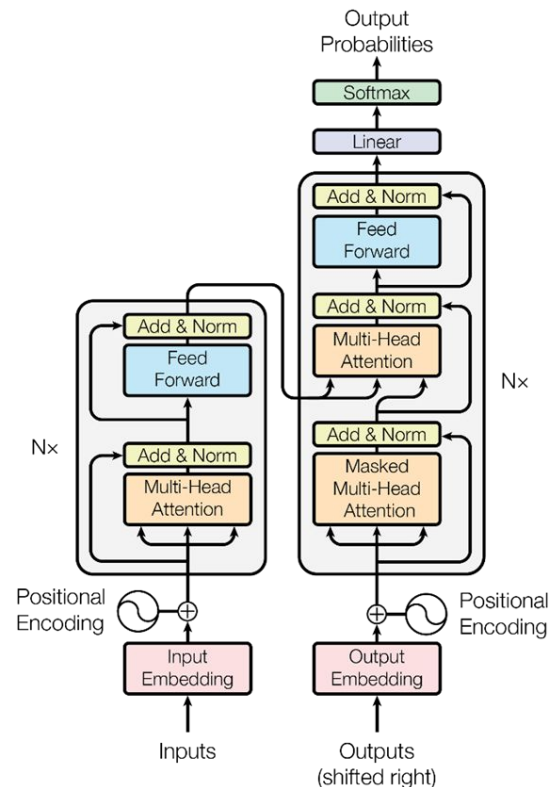 Output
Probabilities
Softmax
Linear
Add & Norm
Feed
Forward
Add & Norm
Multi-Head
Attention
N×
Add & Norm
Masked
Multi-Head
Attention
Add & Norm
Feed
Forward
N×
Add & Norm
Multi-Head
Attention
Positional
Encoding
Positional
Encoding
Input
Embedding
Output
Embedding
Inputs
Outputs
(shifted right)